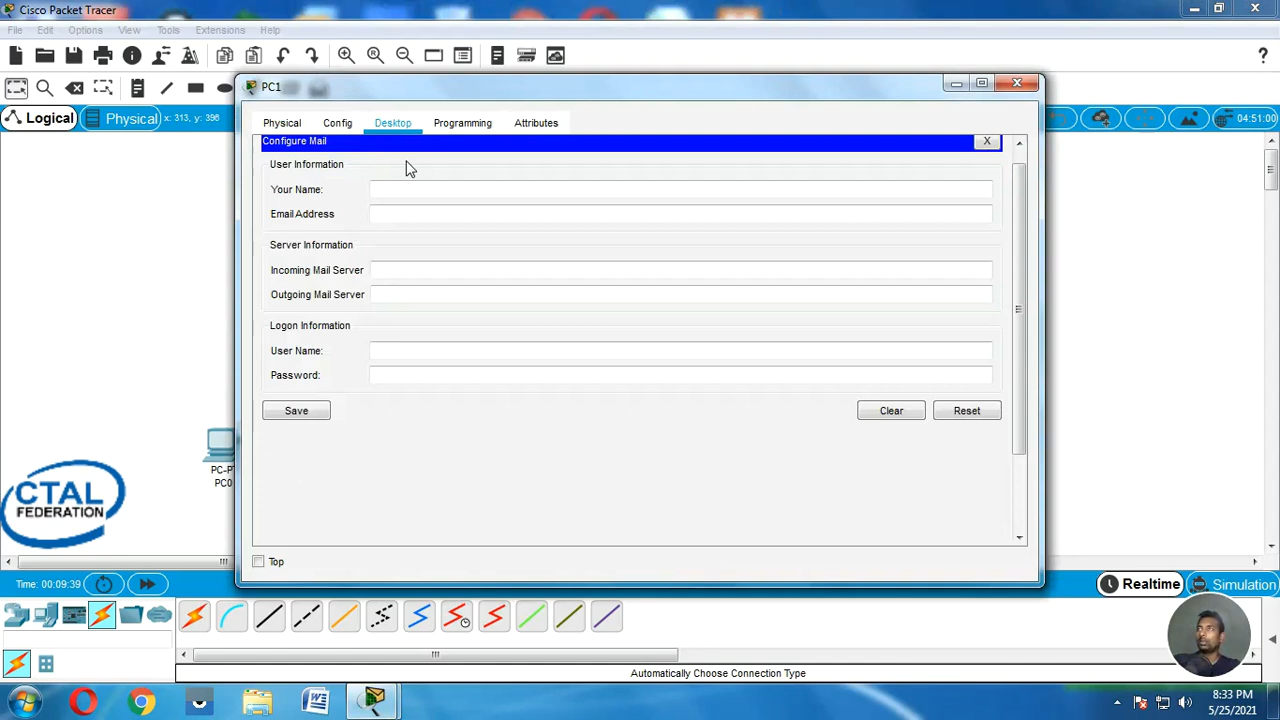 Cisco Packet Tracer
File Edit Options View Tools Extensions Help
Logical
Physical
x: 313, y: 396
04:51:00
PC1
Physical Config Desktop Programming Attributes
Configure Mail
X
User Information
Your Name:
Email Address
Server Information
Incoming Mail Server
Outgoing Mail Server
Logon Information
User Name:
Password:
Save
Clear
Reset
PC-P
PC0
CTAL
FEDERATION
Top
Time: 00:09:39
Realtime
Simulation
Automatically Choose Connection Type
8:33 PM
5/25/2021